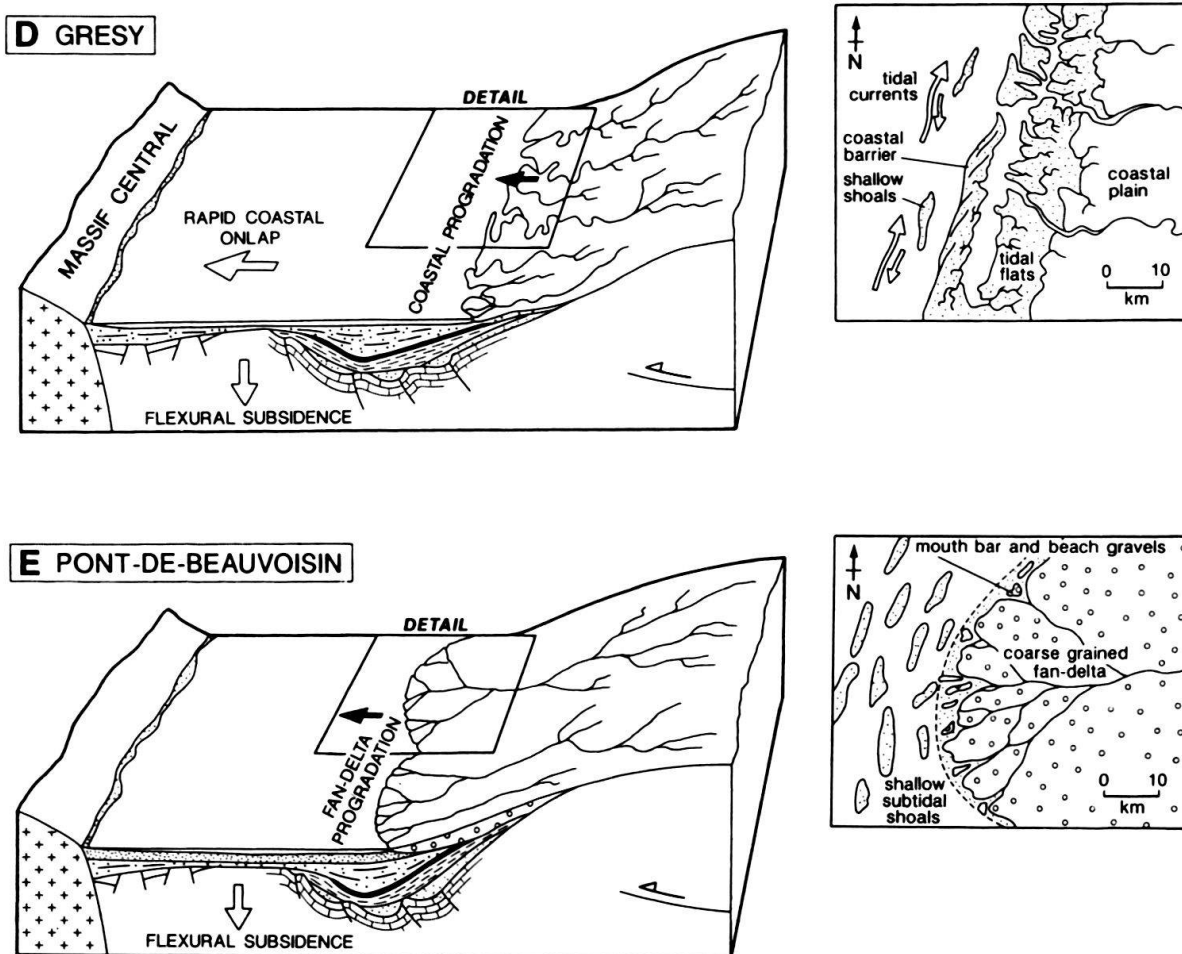 D GRESY
DETAIL
MASSIF CENTRAL
RAPID COASTAL
ONLAP
COASTAL PROGRADATION
FLEXURAL SUBSIDENCE
N
tidal
currents
coastal
barrier
shallow
shoals
coastal
plain
tidal
flats
0 10
km
E PONT-DE-BEAUVOISIN
DETAIL
FAN-DELTA
PROGRADATION
FLEXURAL SUBSIDENCE
mouth bar and beach gravels
N
coarse grained
fan-delta
shallow
subtidal
shoals
0 10
km